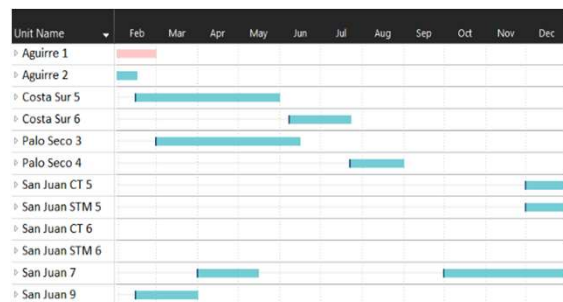 Unit Name Feb Mar Apr May Jun Jul Aug Sep Oct Nov Dec
Aguirre 1
Aguirre 2
Costa Sur 5
Costa Sur 6
Palo Seco 3
Palo Seco 4
San Juan CT 5
San Juan STM 5
San Juan CT 6
San Juan STM 6
San Juan 7
San Juan 9